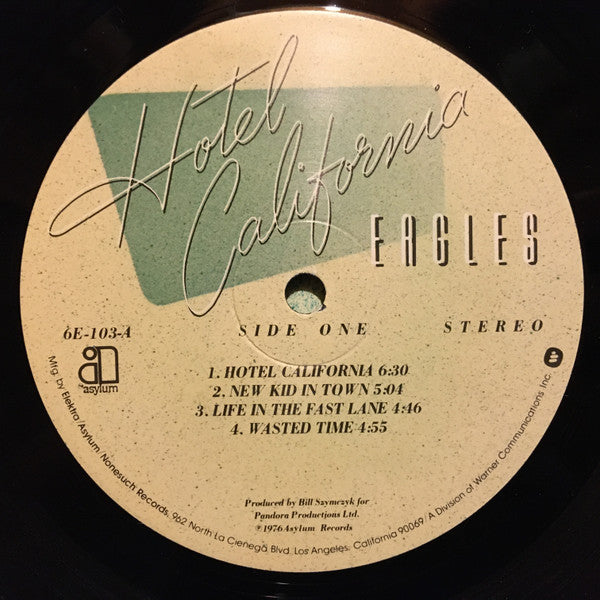 Hotel
California
EAGLES
6E-103-A
SIDE ONE
STEREO
asylum
1. HOTEL CALIFORNIA 6:30
2. NEW KID IN TOWN 5:04
3. LIFE IN THE FAST LANE 4:46
4. WASTED TIME 4:55
Produced by Bill Szymczyk for
Pandora Productions Ltd.
℗ 1976 Asylum Records
Mfg. by Elektra/Asylum/Nonesuch Records, 962 North La Cienega Blvd. Los Angeles, California 90069. A Division of Warner Communications Inc.